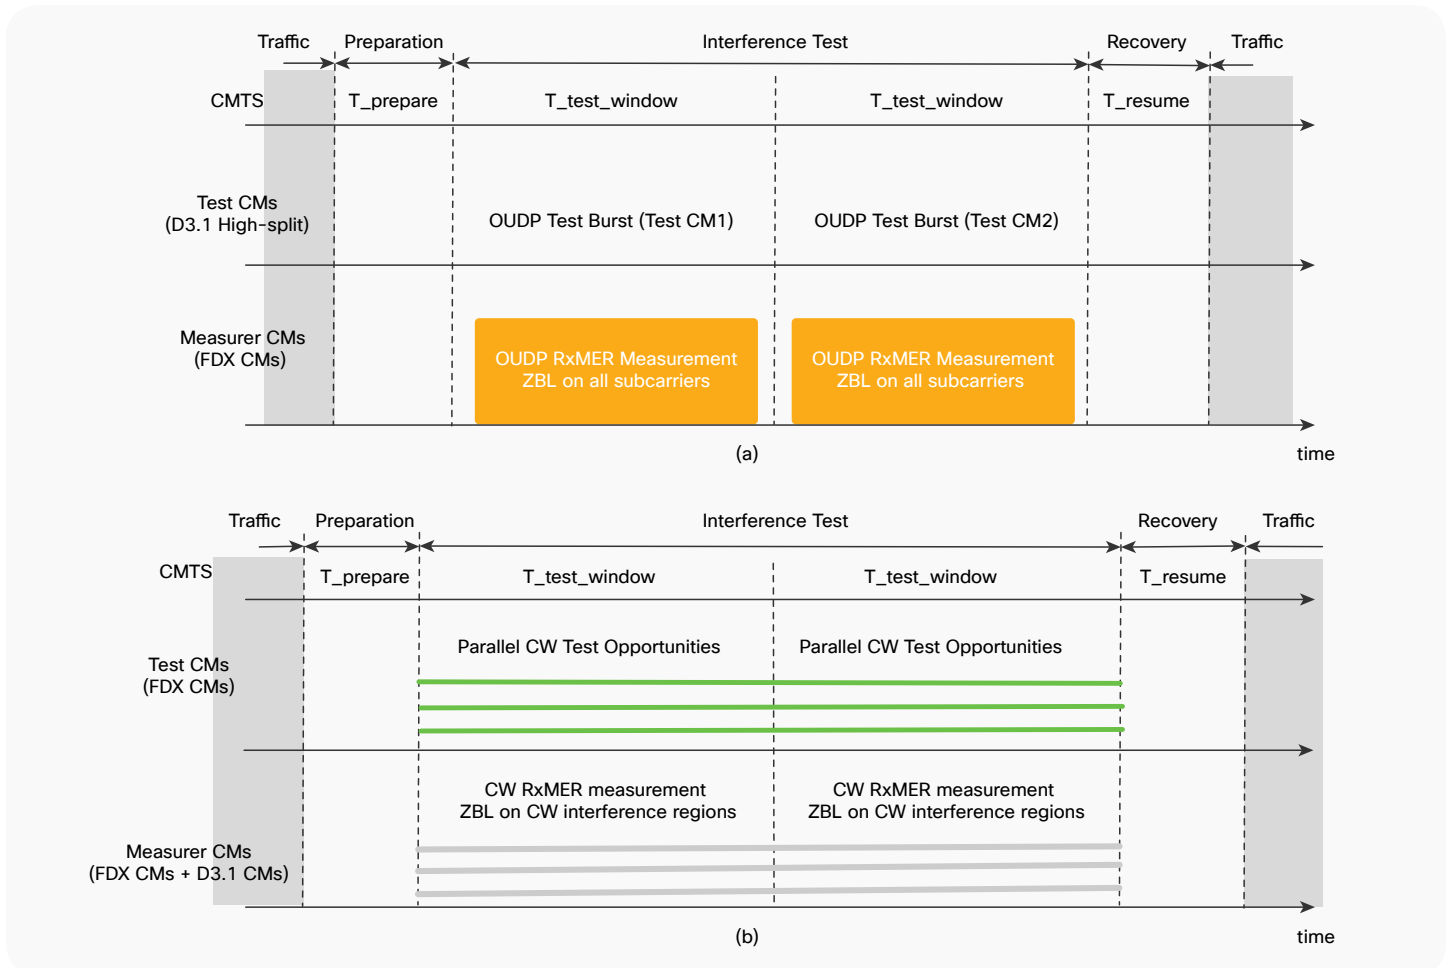 Traffic Preparation Interference Test Recovery Traffic
CMTS T_prepare T_test_window T_test_window T_resume
Test CMs
(D3.1 High-split)
OUDP Test Burst (Test CM1) OUDP Test Burst (Test CM2)
Measurer CMs
(FDX CMs)
OUDP RxMER Measurement
ZBL on all subcarriers
OUDP RxMER Measurement
ZBL on all subcarriers
(a)
time
Traffic Preparation Interference Test Recovery Traffic
CMTS T_prepare T_test_window T_test_window T_resume
Test CMs
(FDX CMs)
Parallel CW Test Opportunities Parallel CW Test Opportunities
CW RxMER measurement
ZBL on CW interference regions
CW RxMER measurement
ZBL on CW interference regions
Measurer CMs
(FDX CMs + D3.1 CMs)
(b)
time